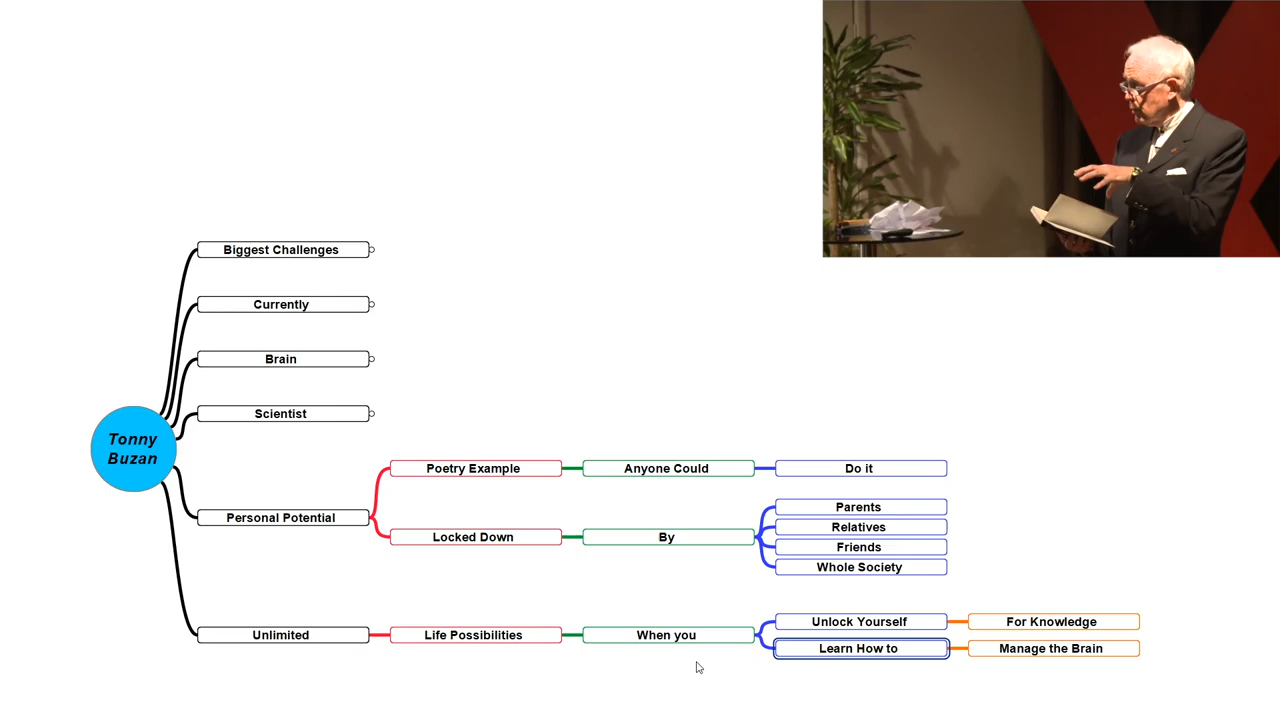 Biggest Challenges
Currently
Brain
Scientist
Tonny
Buzan
Personal Potential
Poetry Example
Anyone Could
Do it
Locked Down
By
Parents
Relatives
Friends
Whole Society
Unlimited
Life Possibilities
When you
Unlock Yourself
For Knowledge
Learn How to
Manage the Brain